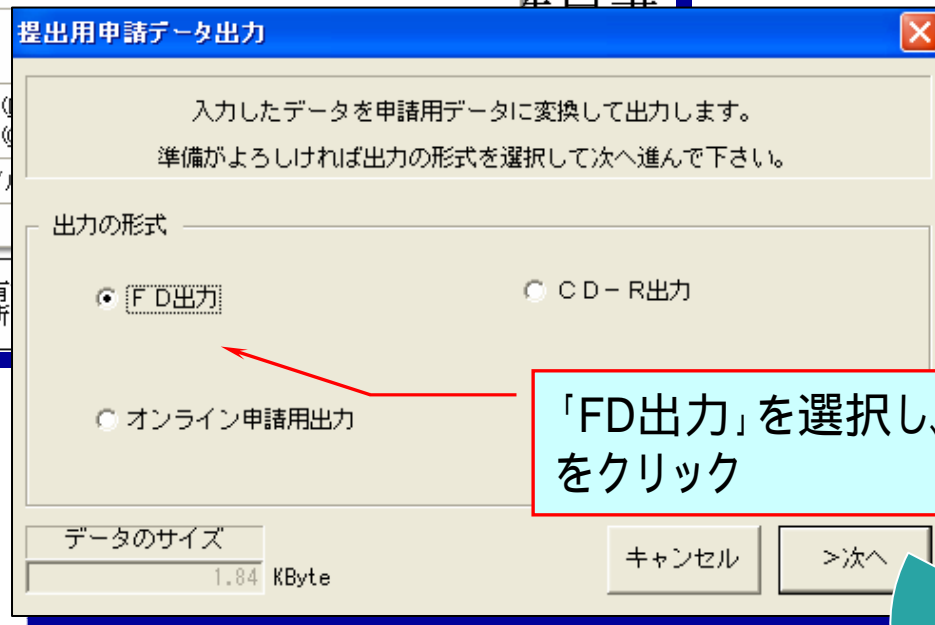 提出用申請データ出力
入力したデータを申請用データに変換して出力します。
準備がよろしければ出力の形式を選択して次へ進んで下さい。
出力の形式
ＦＤ出力
ＣＤ－Ｒ出力
オンライン申請用出力
「FD出力」を選択し、
をクリック
データのサイズ
1.84 KByte
キャンセル
>次へ